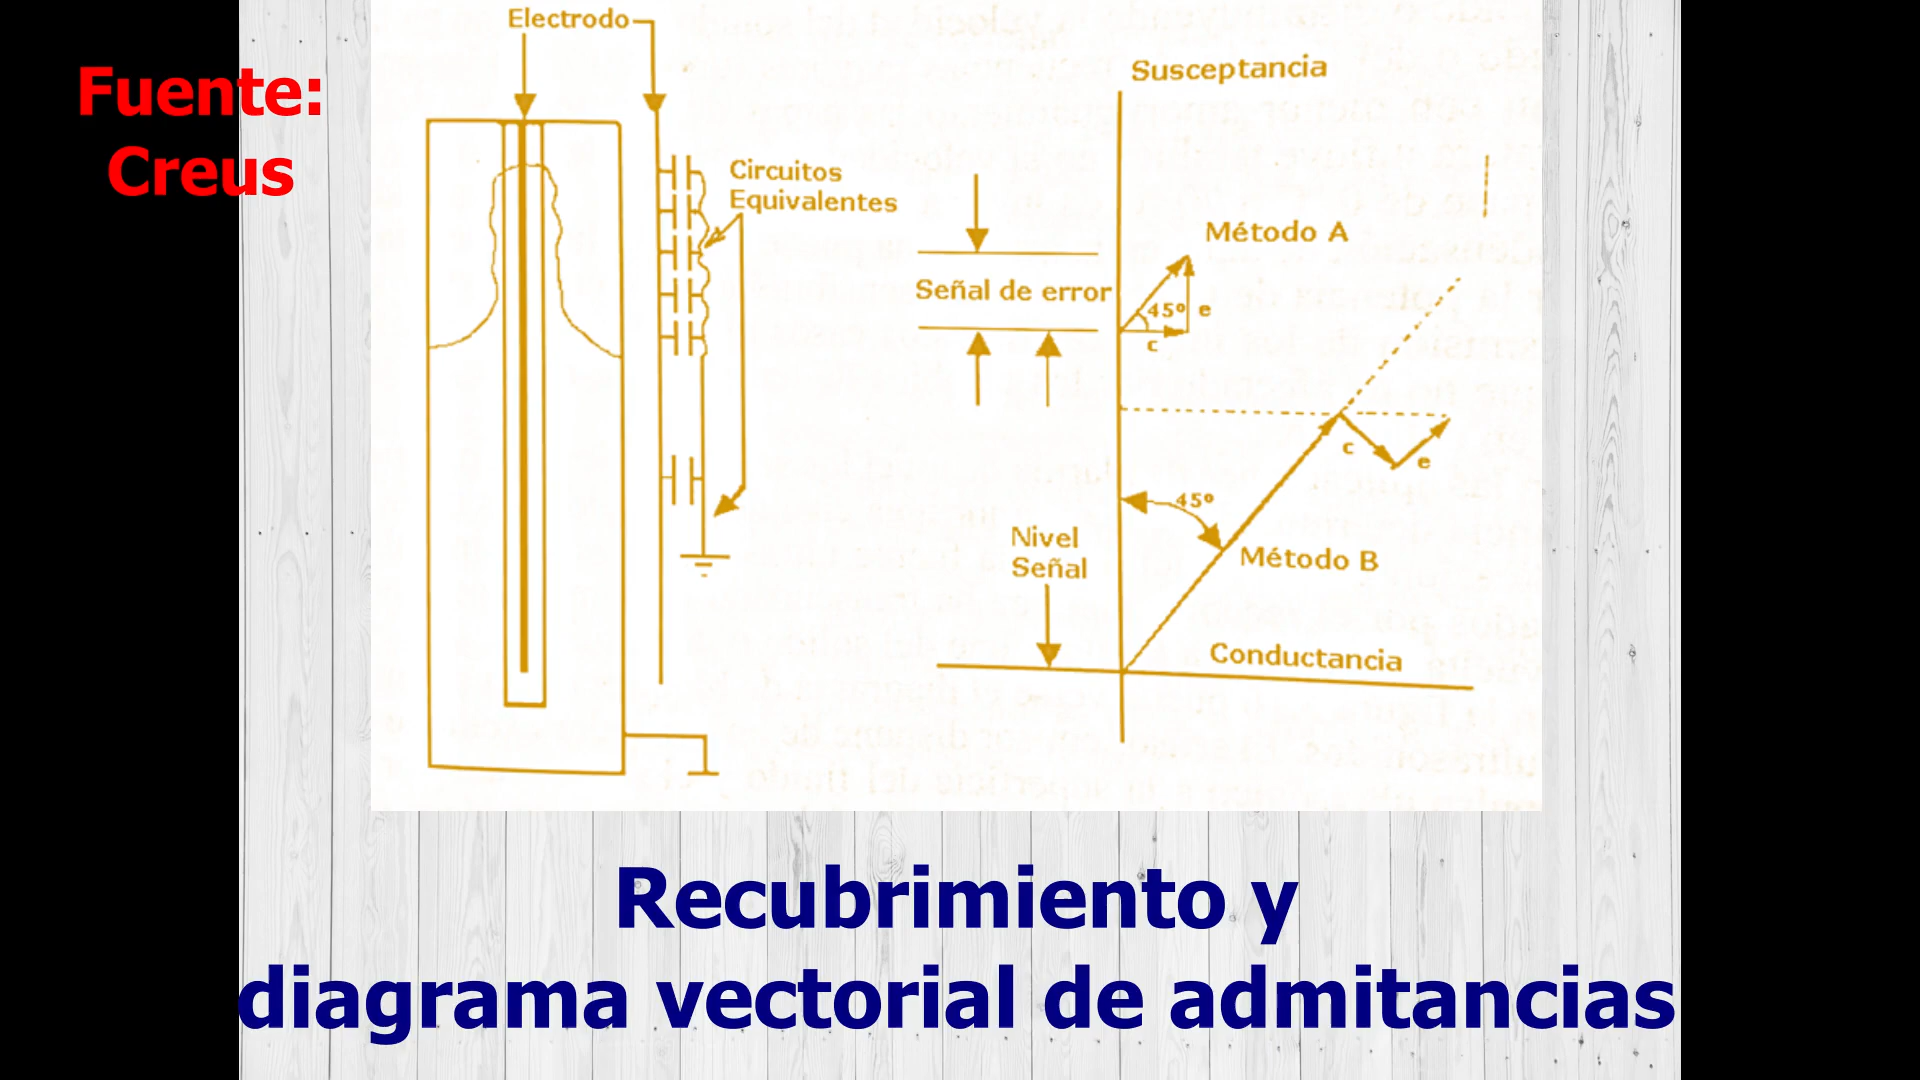 Fuente:
Creus
Electrodo
Circuitos
Equivalentes
Susceptancia
Método A
Señal de error
45º
e
c
c
e
45º
Nivel
Señal
Método B
Conductancia
Recubrimiento y
diagrama vectorial de admitancias